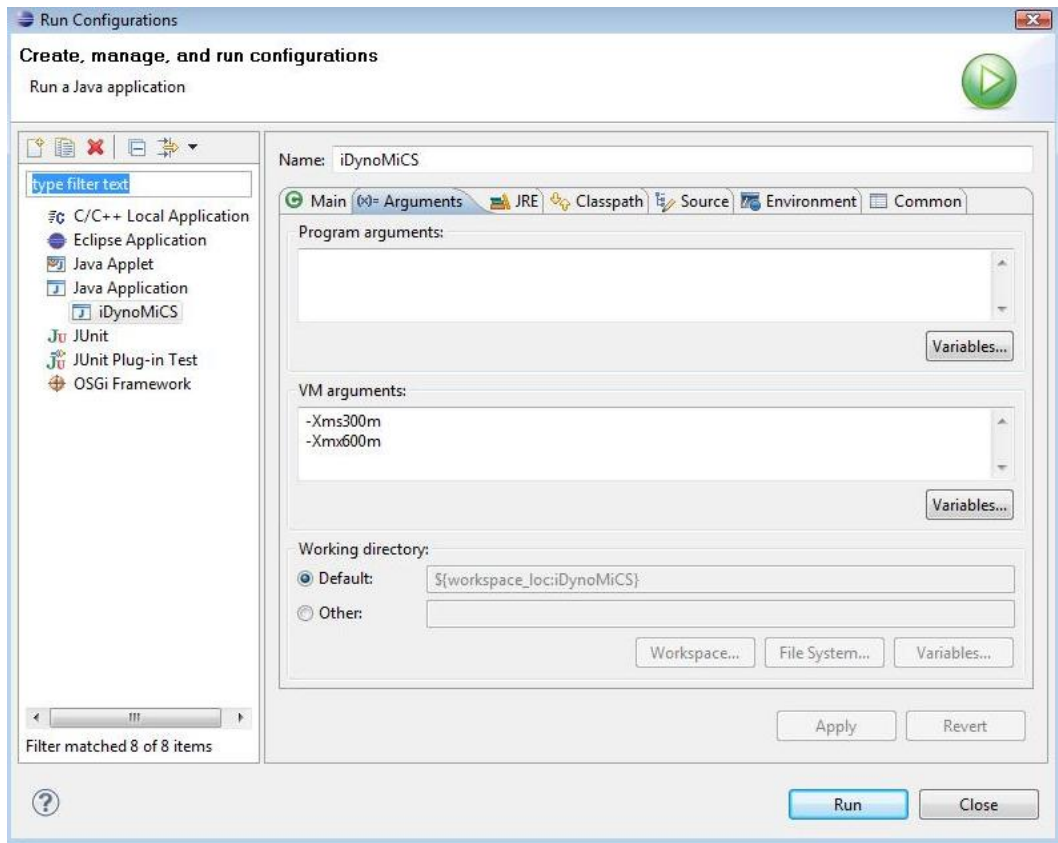 Run Configurations
Create, manage, and run configurations
Run a Java application
type filter text
C/C++ Local Application
Eclipse Application
Java Applet
Java Application
iDynoMiCS
JUnit
JUnit Plug-in Test
OSGi Framework
Filter matched 8 of 8 items
Name: iDynoMiCS
Main (x)= Arguments JRE Classpath Source Environment Common
Program arguments:
Variables...
VM arguments:
-Xms300m
-Xmx600m
Variables...
Working directory:
Default: ${workspace_loc:iDynoMiCS}
Other:
Workspace... File System... Variables...
Apply Revert
Run Close